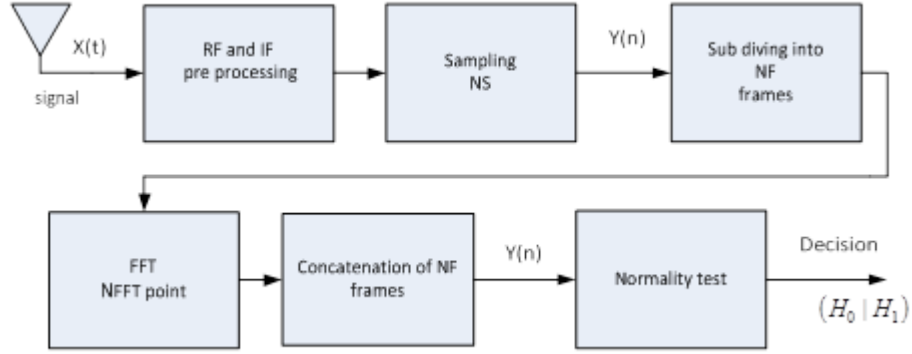 X(t)
signal
RF and IF
pre processing
Sampling
NS
Y(n)
Sub diving into
NF
frames
FFT
NFFT point
Concatenation of NF
frames
Y(n)
Normality test
Decision
(H₀ | H₁)